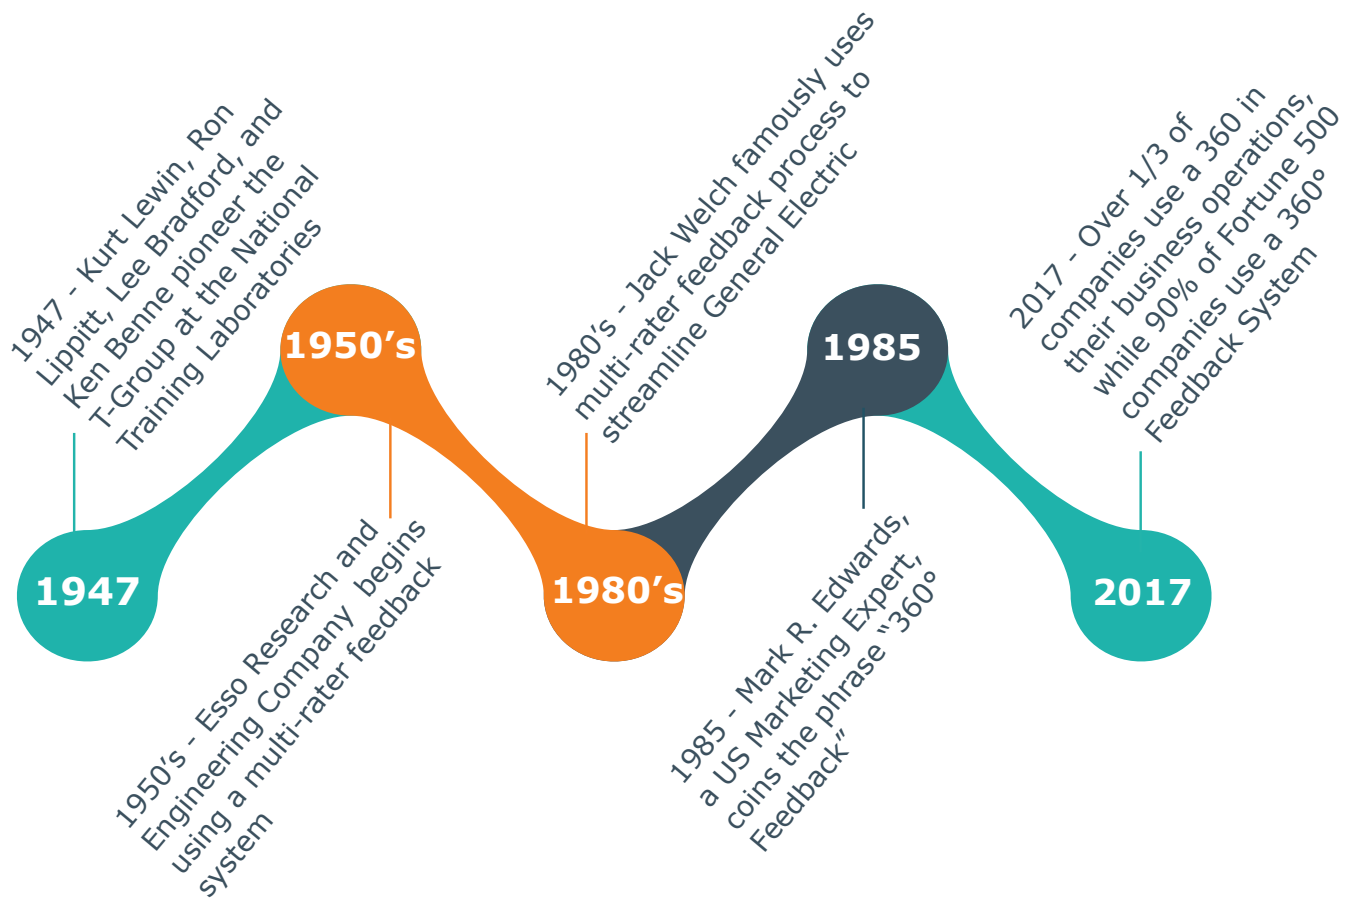 1947 - Kurt Lewin, Ron
Lippitt, Lee Bradford, and
Ken Benne pioneer the
T-Group at the National
Training Laboratories
1947
1950’s
1950’s - Esso Research and
Engineering Company  begins
using a multi-rater feedback
system
1980’s - Jack Welch famously uses
multi-rater feedback process to
streamline General Electric
1980’s
1985
1985 - Mark R. Edwards,
a US Marketing Expert,
coins the phrase “360°
Feedback”
2017 - Over 1/3 of
companies use a 360 in
their business operations,
while 90% of Fortune 500
companies use a 360°
Feedback System
2017